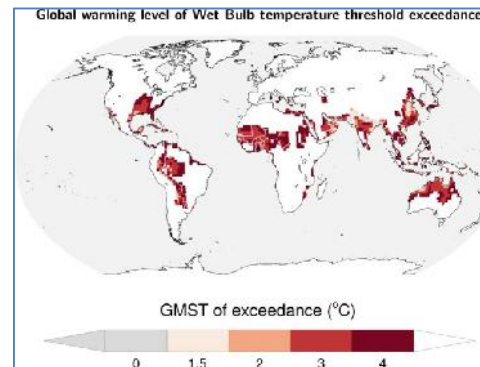 Global warming level of Wet Bulb temperature threshold exceedance
GMST of exceedance (°C)
0 1.5 2 3 4